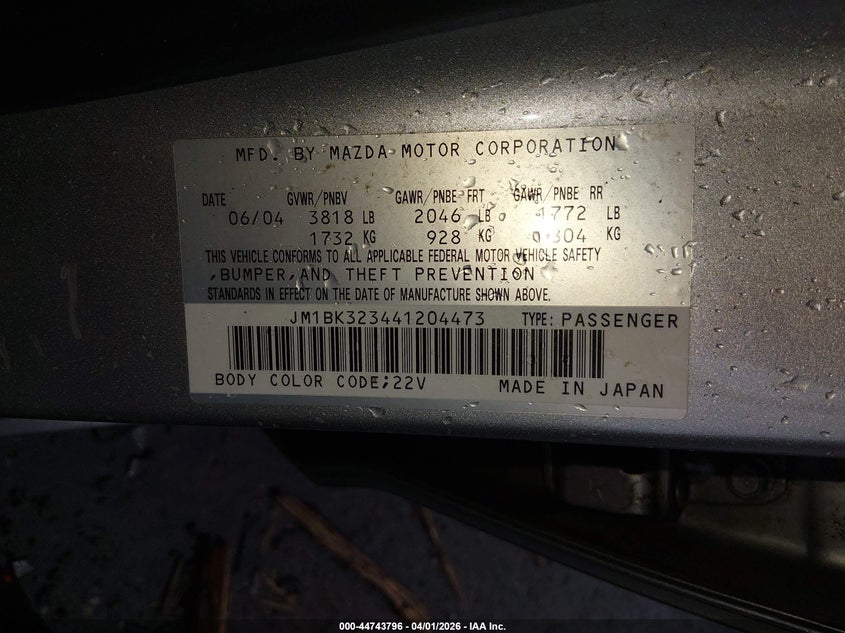 MFD. BY MAZDA MOTOR CORPORATION
DATE GVWR/PNBV GAWR/PNBE FRT GAWR/PNBE RR
06/04 3818 LB 2046 LB 1772 LB
1732 KG 928 KG 804 KG
THIS VEHICLE CONFORMS TO ALL APPLICABLE FEDERAL MOTOR VEHICLE SAFETY
,BUMPER,AND THEFT PREVENTION
STANDARDS IN EFFECT ON THE DATE OF MANUFACTURE SHOWN ABOVE.
JM1BK323441204473 TYPE: PASSENGER
BODY COLOR CODE;22V MADE IN JAPAN
000-44743796 - 04/01/2026 - IAA Inc.